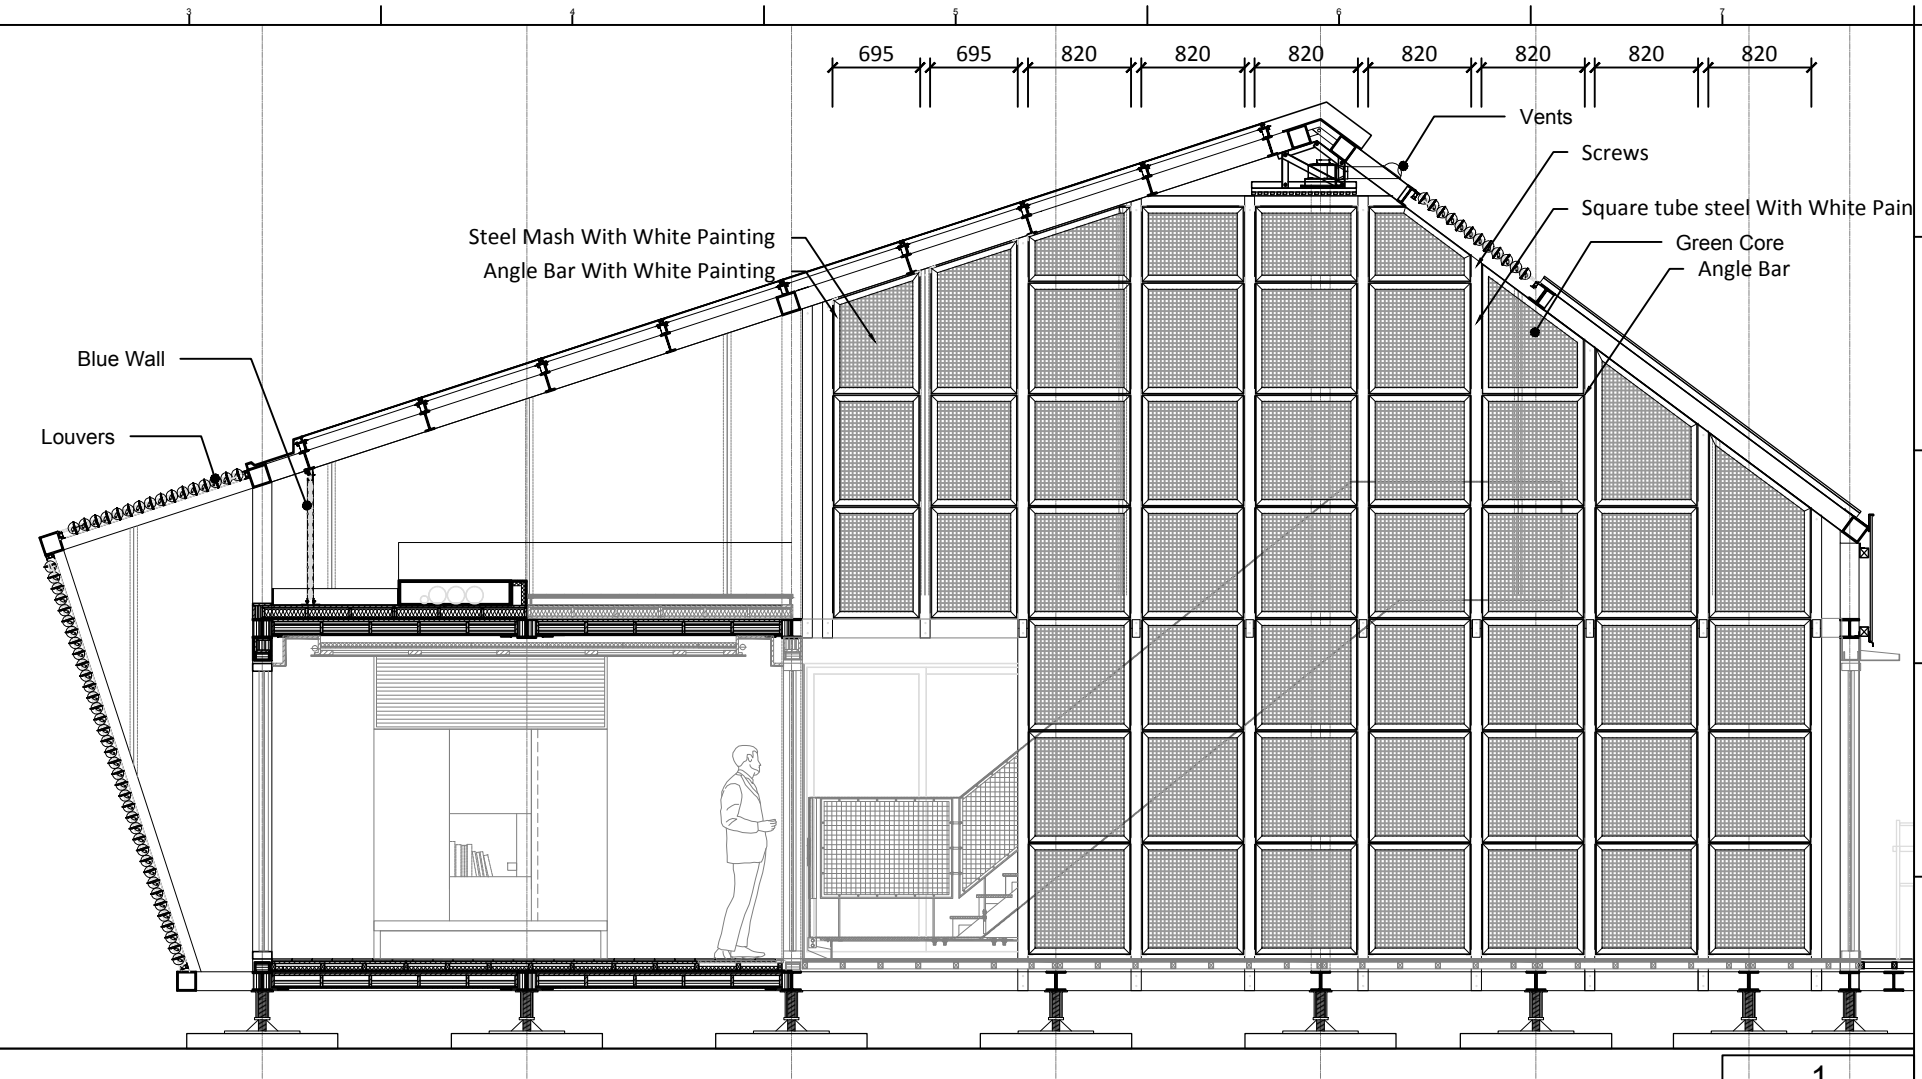 3 4 5 6 7
695 695 820 820 820 820 820 820 820
Vents
Screws
Square tube steel With White Pain
Green Core
Angle Bar
Steel Mash With White Painting
Angle Bar With White Painting
Blue Wall
Louvers
1